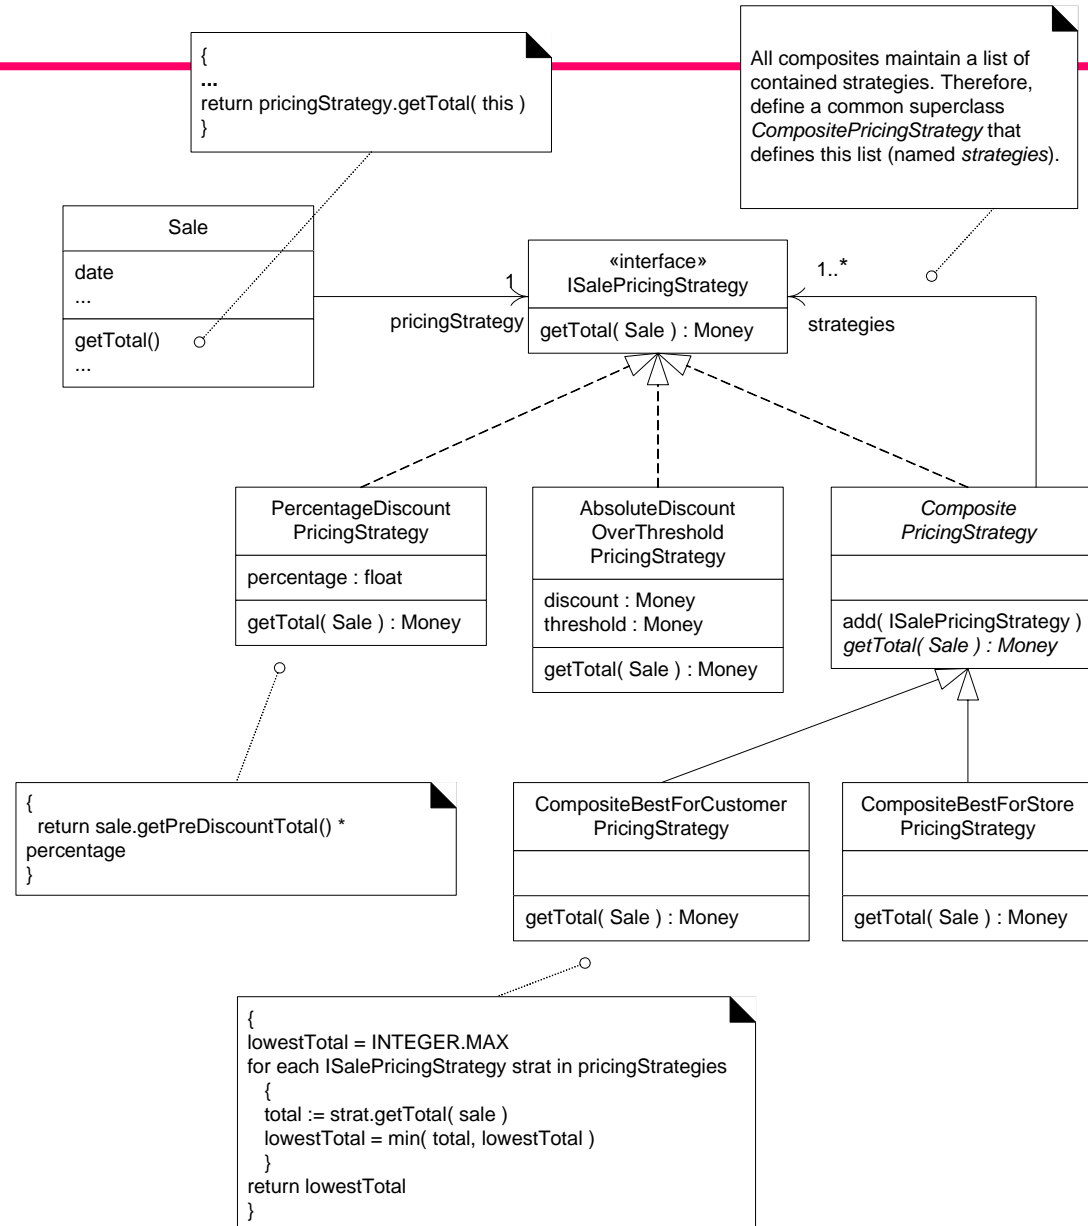 {
...
return pricingStrategy.getTotal( this )
}
All composites maintain a list of
contained strategies. Therefore,
define a common superclass
CompositePricingStrategy that
defines this list (named strategies).
Sale
date
...
getTotal()
...
1
pricingStrategy
«interface»
ISalePricingStrategy
getTotal( Sale ) : Money
1..*
strategies
PercentageDiscount
PricingStrategy
percentage : float
getTotal( Sale ) : Money
AbsoluteDiscount
OverThreshold
PricingStrategy
discount : Money
threshold : Money
getTotal( Sale ) : Money
Composite
PricingStrategy
add( ISalePricingStrategy )
getTotal( Sale ) : Money
{
return sale.getPreDiscountTotal() *
percentage
}
CompositeBestForCustomer
PricingStrategy
getTotal( Sale ) : Money
CompositeBestForStore
PricingStrategy
getTotal( Sale ) : Money
{
lowestTotal = INTEGER.MAX
for each ISalePricingStrategy strat in pricingStrategies
{
total := strat.getTotal( sale )
lowestTotal = min( total, lowestTotal )
}
return lowestTotal
}